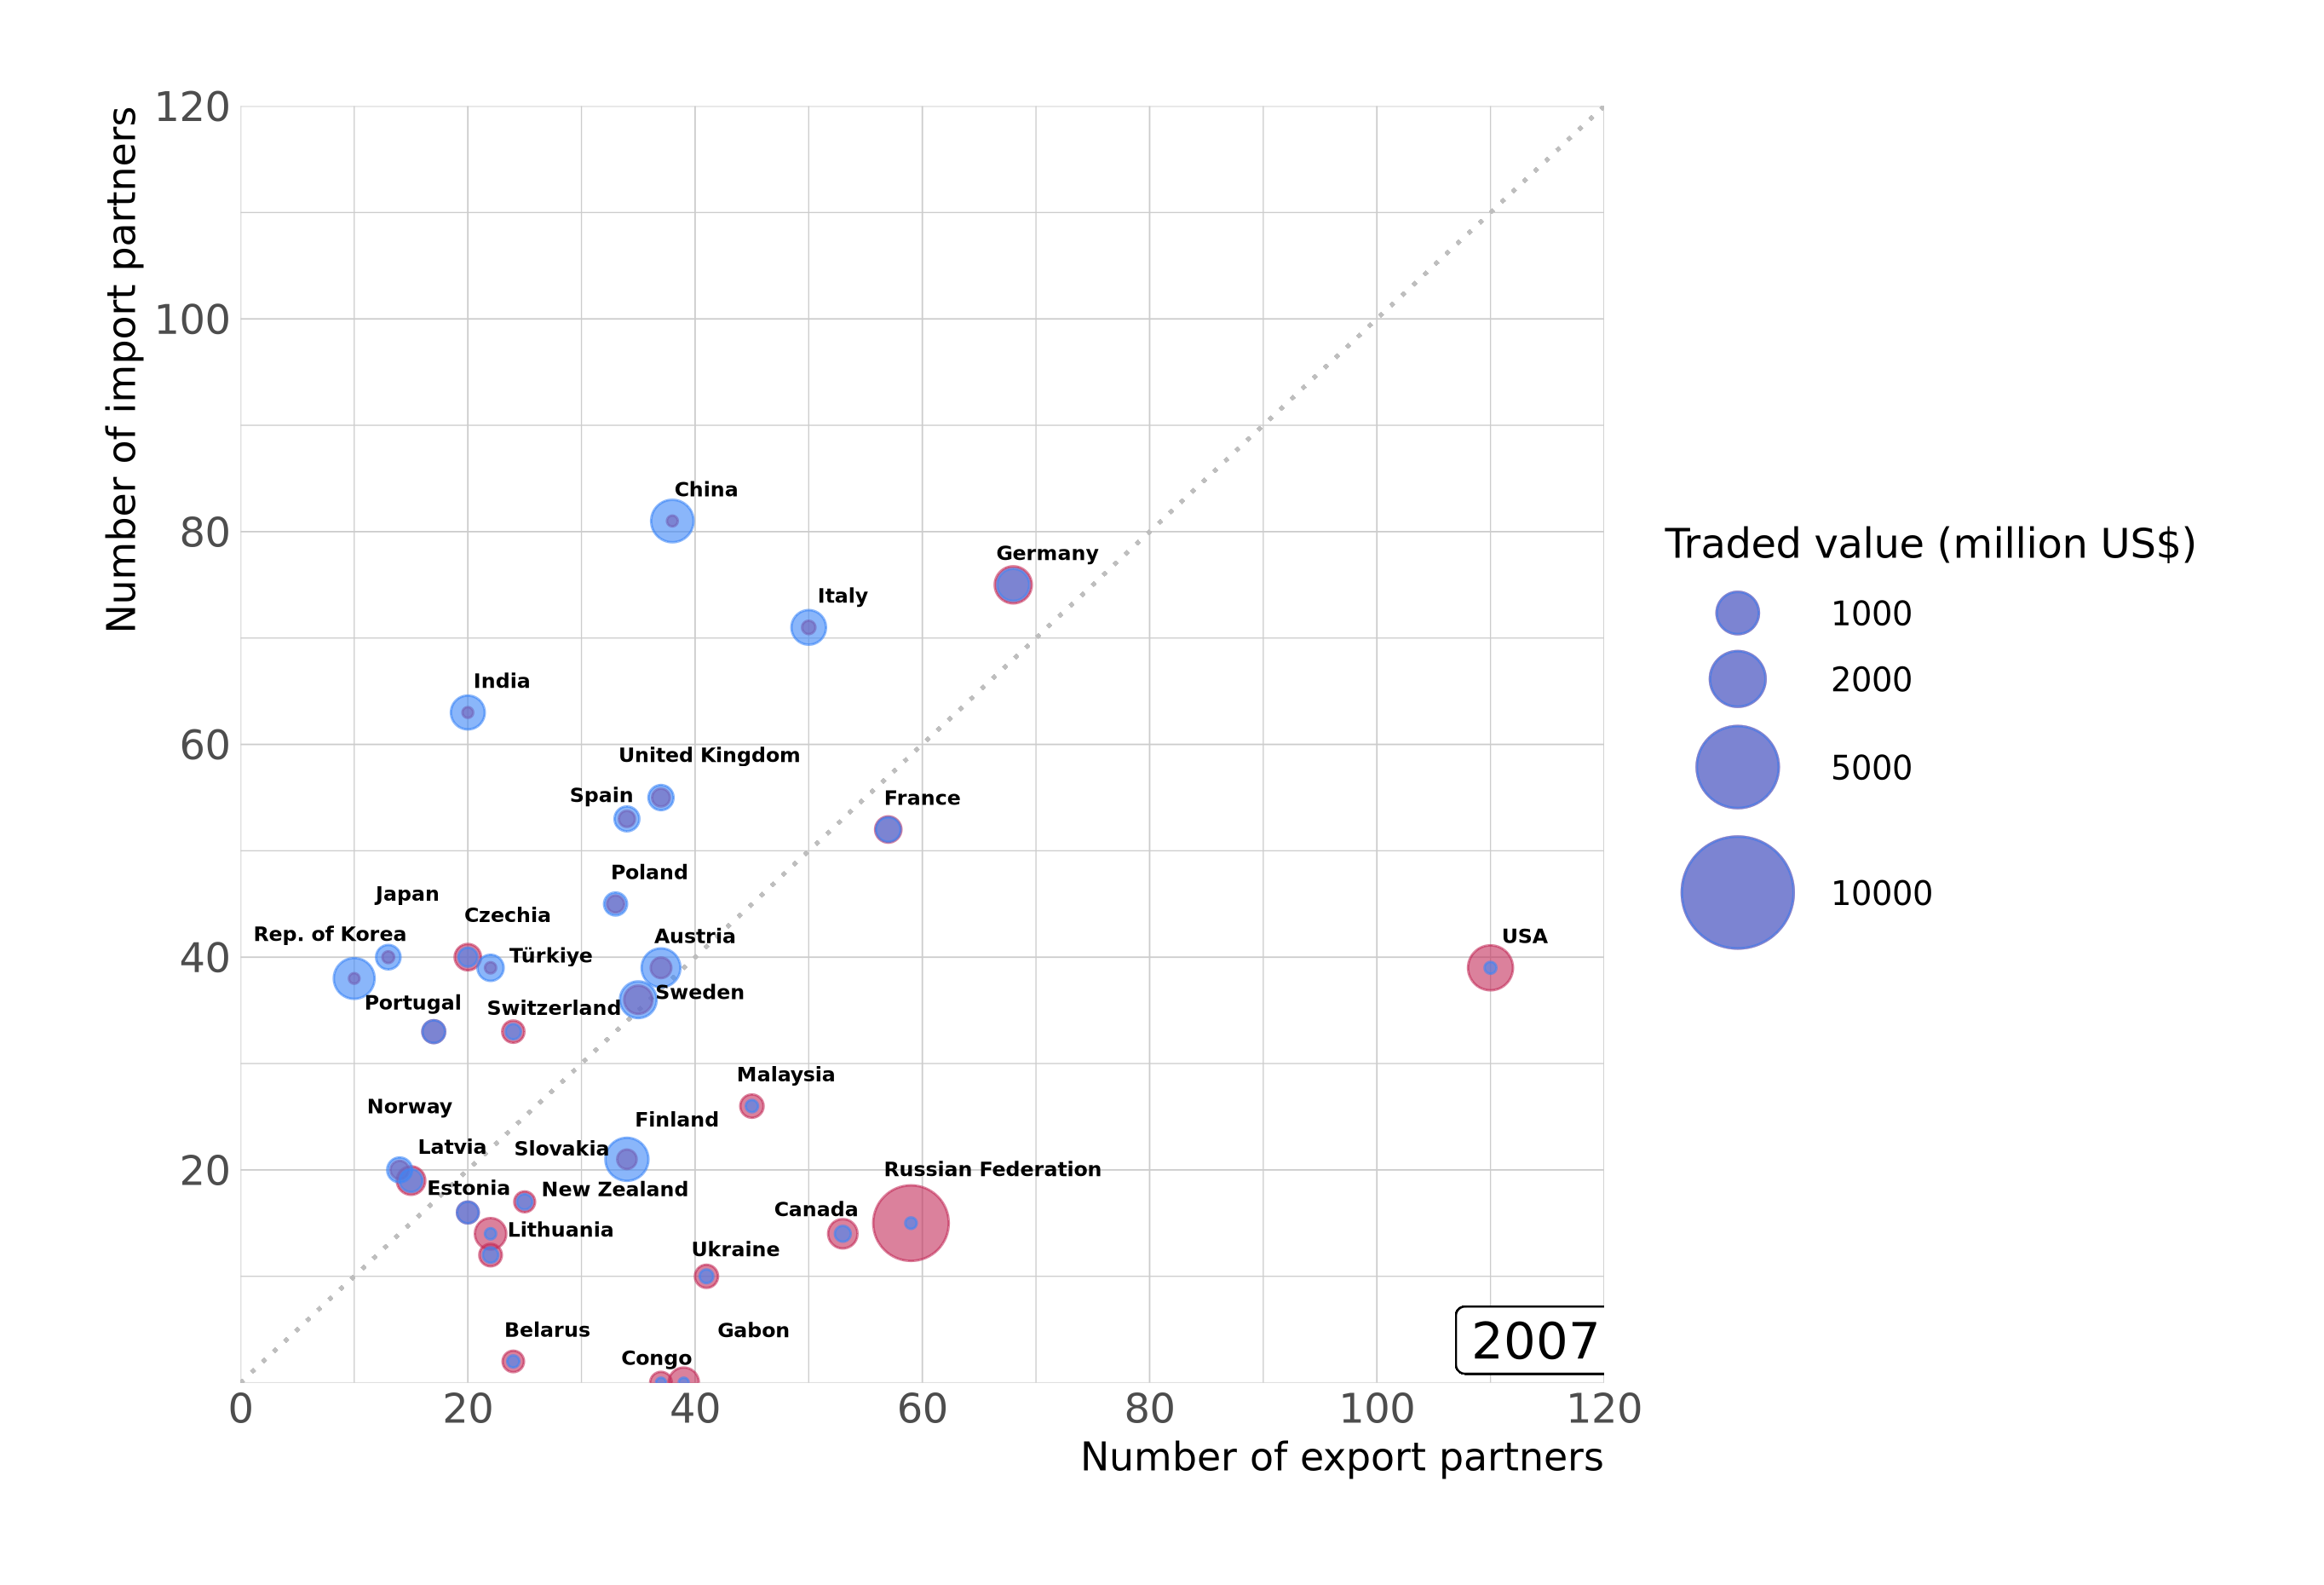 Number of import partners
120
100
80
60
40
20
China
Germany
Italy
India
United Kingdom
Spain
France
Poland
Japan
Czechia
Rep. of Korea
Austria
USA
Türkiye
Sweden
Portugal
Switzerland
Malaysia
Norway
Finland
Latvia
Slovakia
Russian Federation
Estonia
New Zealand
Canada
Lithuania
Ukraine
Belarus
Gabon
Congo
2007
0 20 40 60 80 100 120
Number of export partners
Traded value (million US$)
1000
2000
5000
10000